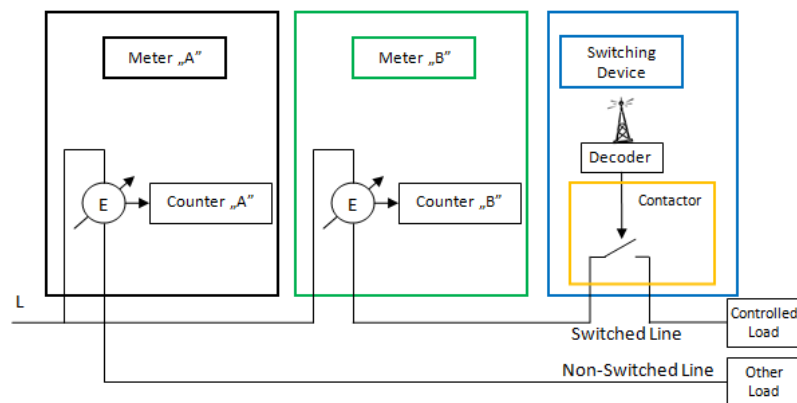 Meter „A”
Meter „B”
Switching
Device
Decoder
E
Counter „A”
E
Counter „B”
Contactor
L
Switched Line
Controlled
Load
Non-Switched Line
Other
Load